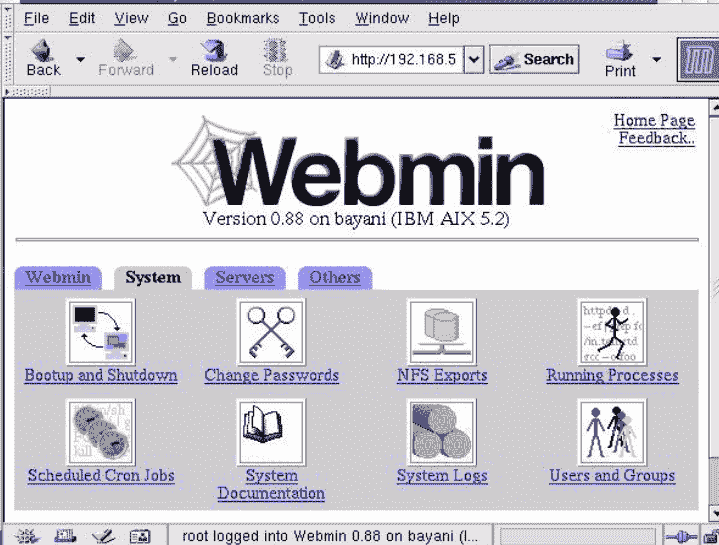 File Edit View Go Bookmarks Tools Window Help
Back Forward Reload Stop http://192.168.5 Search Print
Home Page
Feedback..
Webmin
Version 0.88 on bayani (IBM AIX 5.2)
Webmin System Servers Others
Bootup and Shutdown Change Passwords NFS Exports Running Processes
Scheduled Cron Jobs System Documentation System Logs Users and Groups
root logged into Webmin 0.88 on bayani (I...